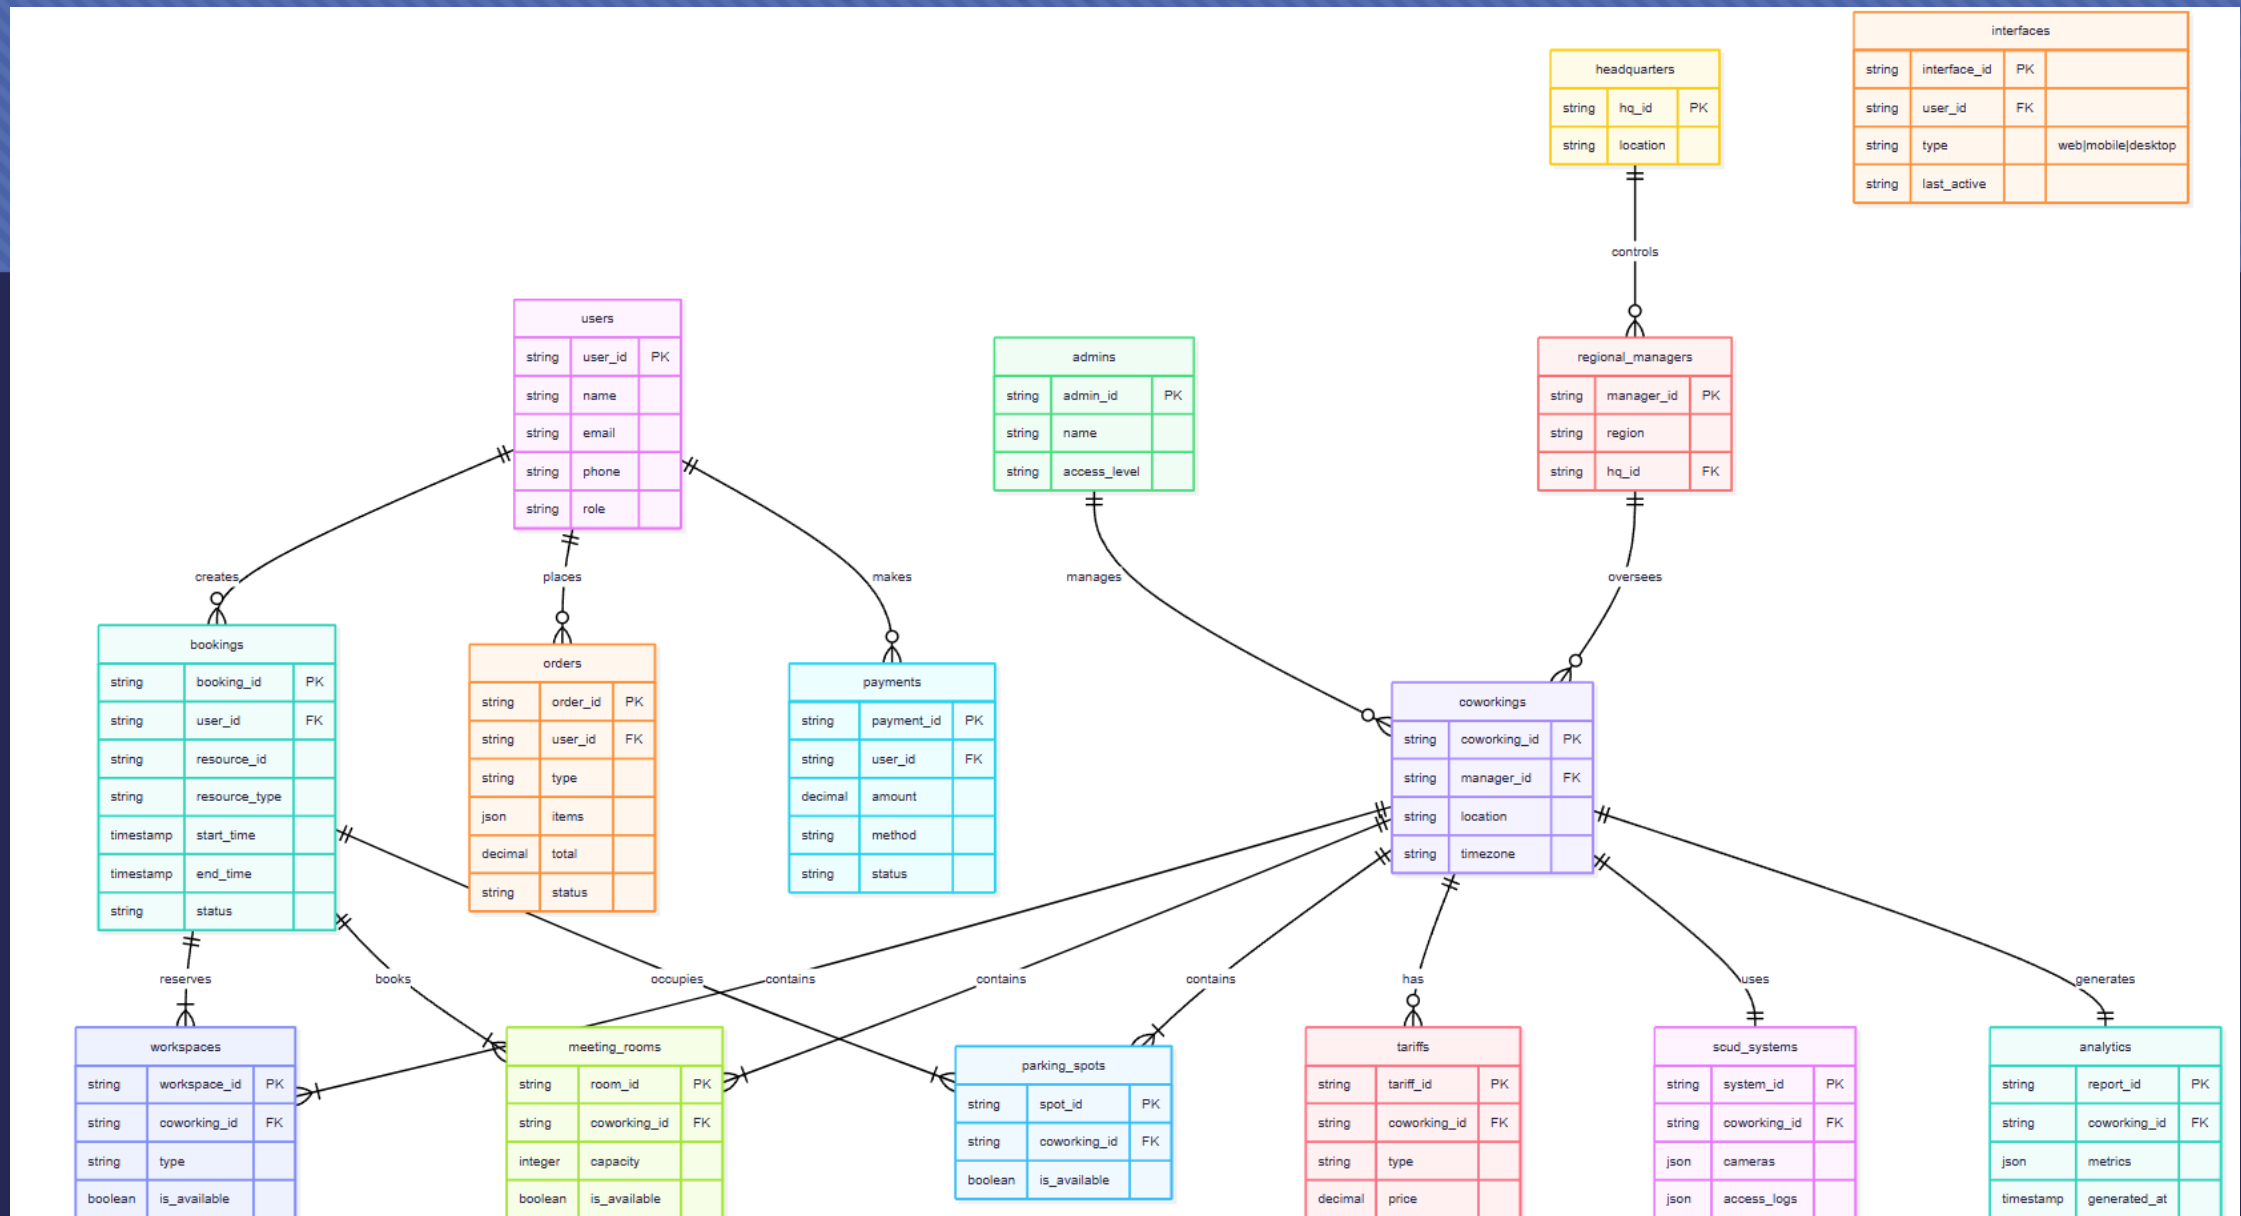 interfaces
string interface_id PK
string user_id FK
string type web|mobile|desktop
string last_active
headquarters
string hq_id PK
string location
controls
users
string user_id PK
string name
string email
string phone
string role
admins
string admin_id PK
string name
string access_level
regional_managers
string manager_id PK
string region
string hq_id FK
creates
places
makes
manages
oversees
bookings
string booking_id PK
string user_id FK
string resource_id
string resource_type
timestamp start_time
timestamp end_time
string status
orders
string order_id PK
string user_id FK
string type
json items
decimal total
string status
payments
string payment_id PK
string user_id FK
decimal amount
string method
string status
coworkings
string coworking_id PK
string manager_id FK
string location
string timezone
reserves
books
occupies
contains
contains
contains
has
uses
generates
workspaces
string workspace_id PK
string coworking_id FK
string type
boolean is_available
meeting_rooms
string room_id PK
string coworking_id FK
integer capacity
boolean is_available
parking_spots
string spot_id PK
string coworking_id FK
boolean is_available
tariffs
string tariff_id PK
string coworking_id FK
string type
decimal price
scud_systems
string system_id PK
string coworking_id FK
json cameras
json access_logs
analytics
string report_id PK
string coworking_id FK
json metrics
timestamp generated_at